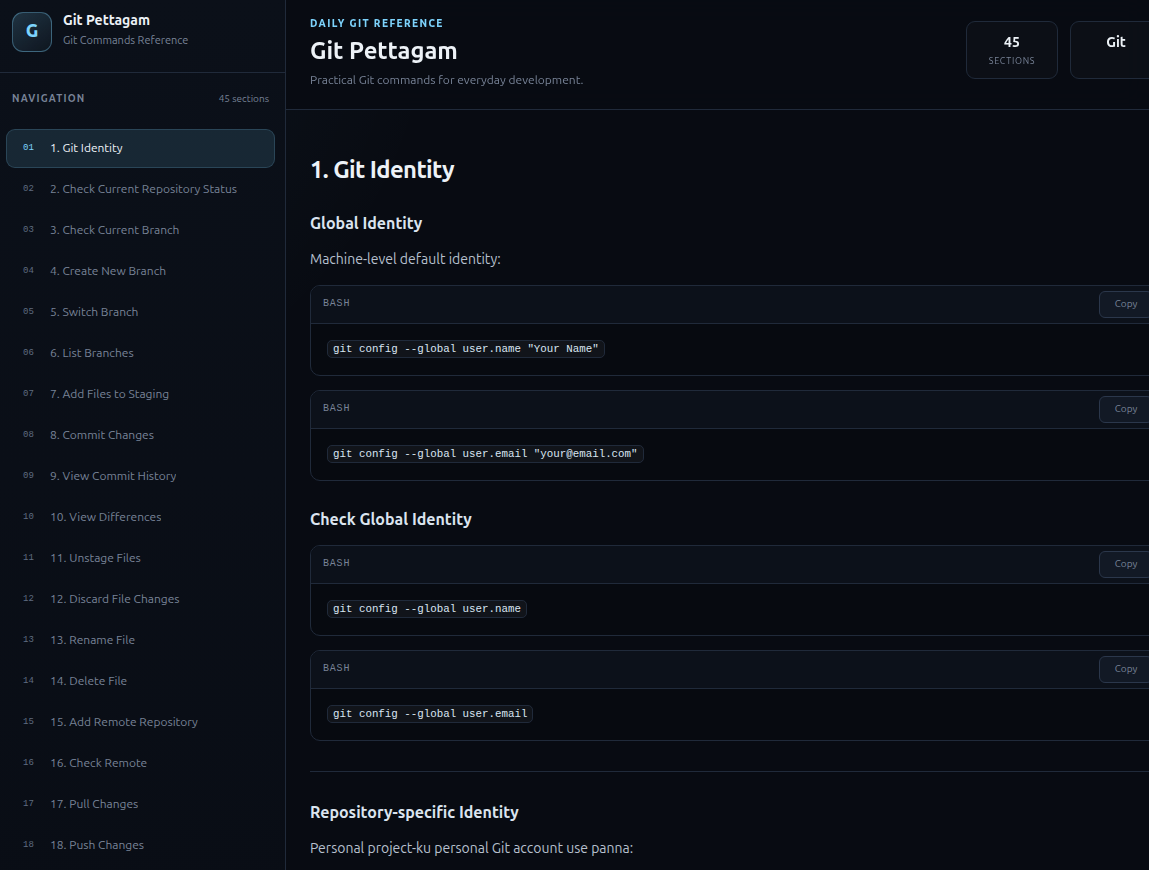 G
Git Pettagam
Git Commands Reference
NAVIGATION
45 sections
01 1. Git Identity
02 2. Check Current Repository Status
03 3. Check Current Branch
04 4. Create New Branch
05 5. Switch Branch
06 6. List Branches
07 7. Add Files to Staging
08 8. Commit Changes
09 9. View Commit History
10 10. View Differences
11 11. Unstage Files
12 12. Discard File Changes
13 13. Rename File
14 14. Delete File
15 15. Add Remote Repository
16 16. Check Remote
17 17. Pull Changes
18 18. Push Changes
DAILY GIT REFERENCE
Git Pettagam
Practical Git commands for everyday development.
45
SECTIONS
Git
1. Git Identity
Global Identity
Machine-level default identity:
BASH
Copy
git config --global user.name "Your Name"
BASH
Copy
git config --global user.email "your@email.com"
Check Global Identity
BASH
Copy
git config --global user.name
BASH
Copy
git config --global user.email
Repository-specific Identity
Personal project-ku personal Git account use panna: